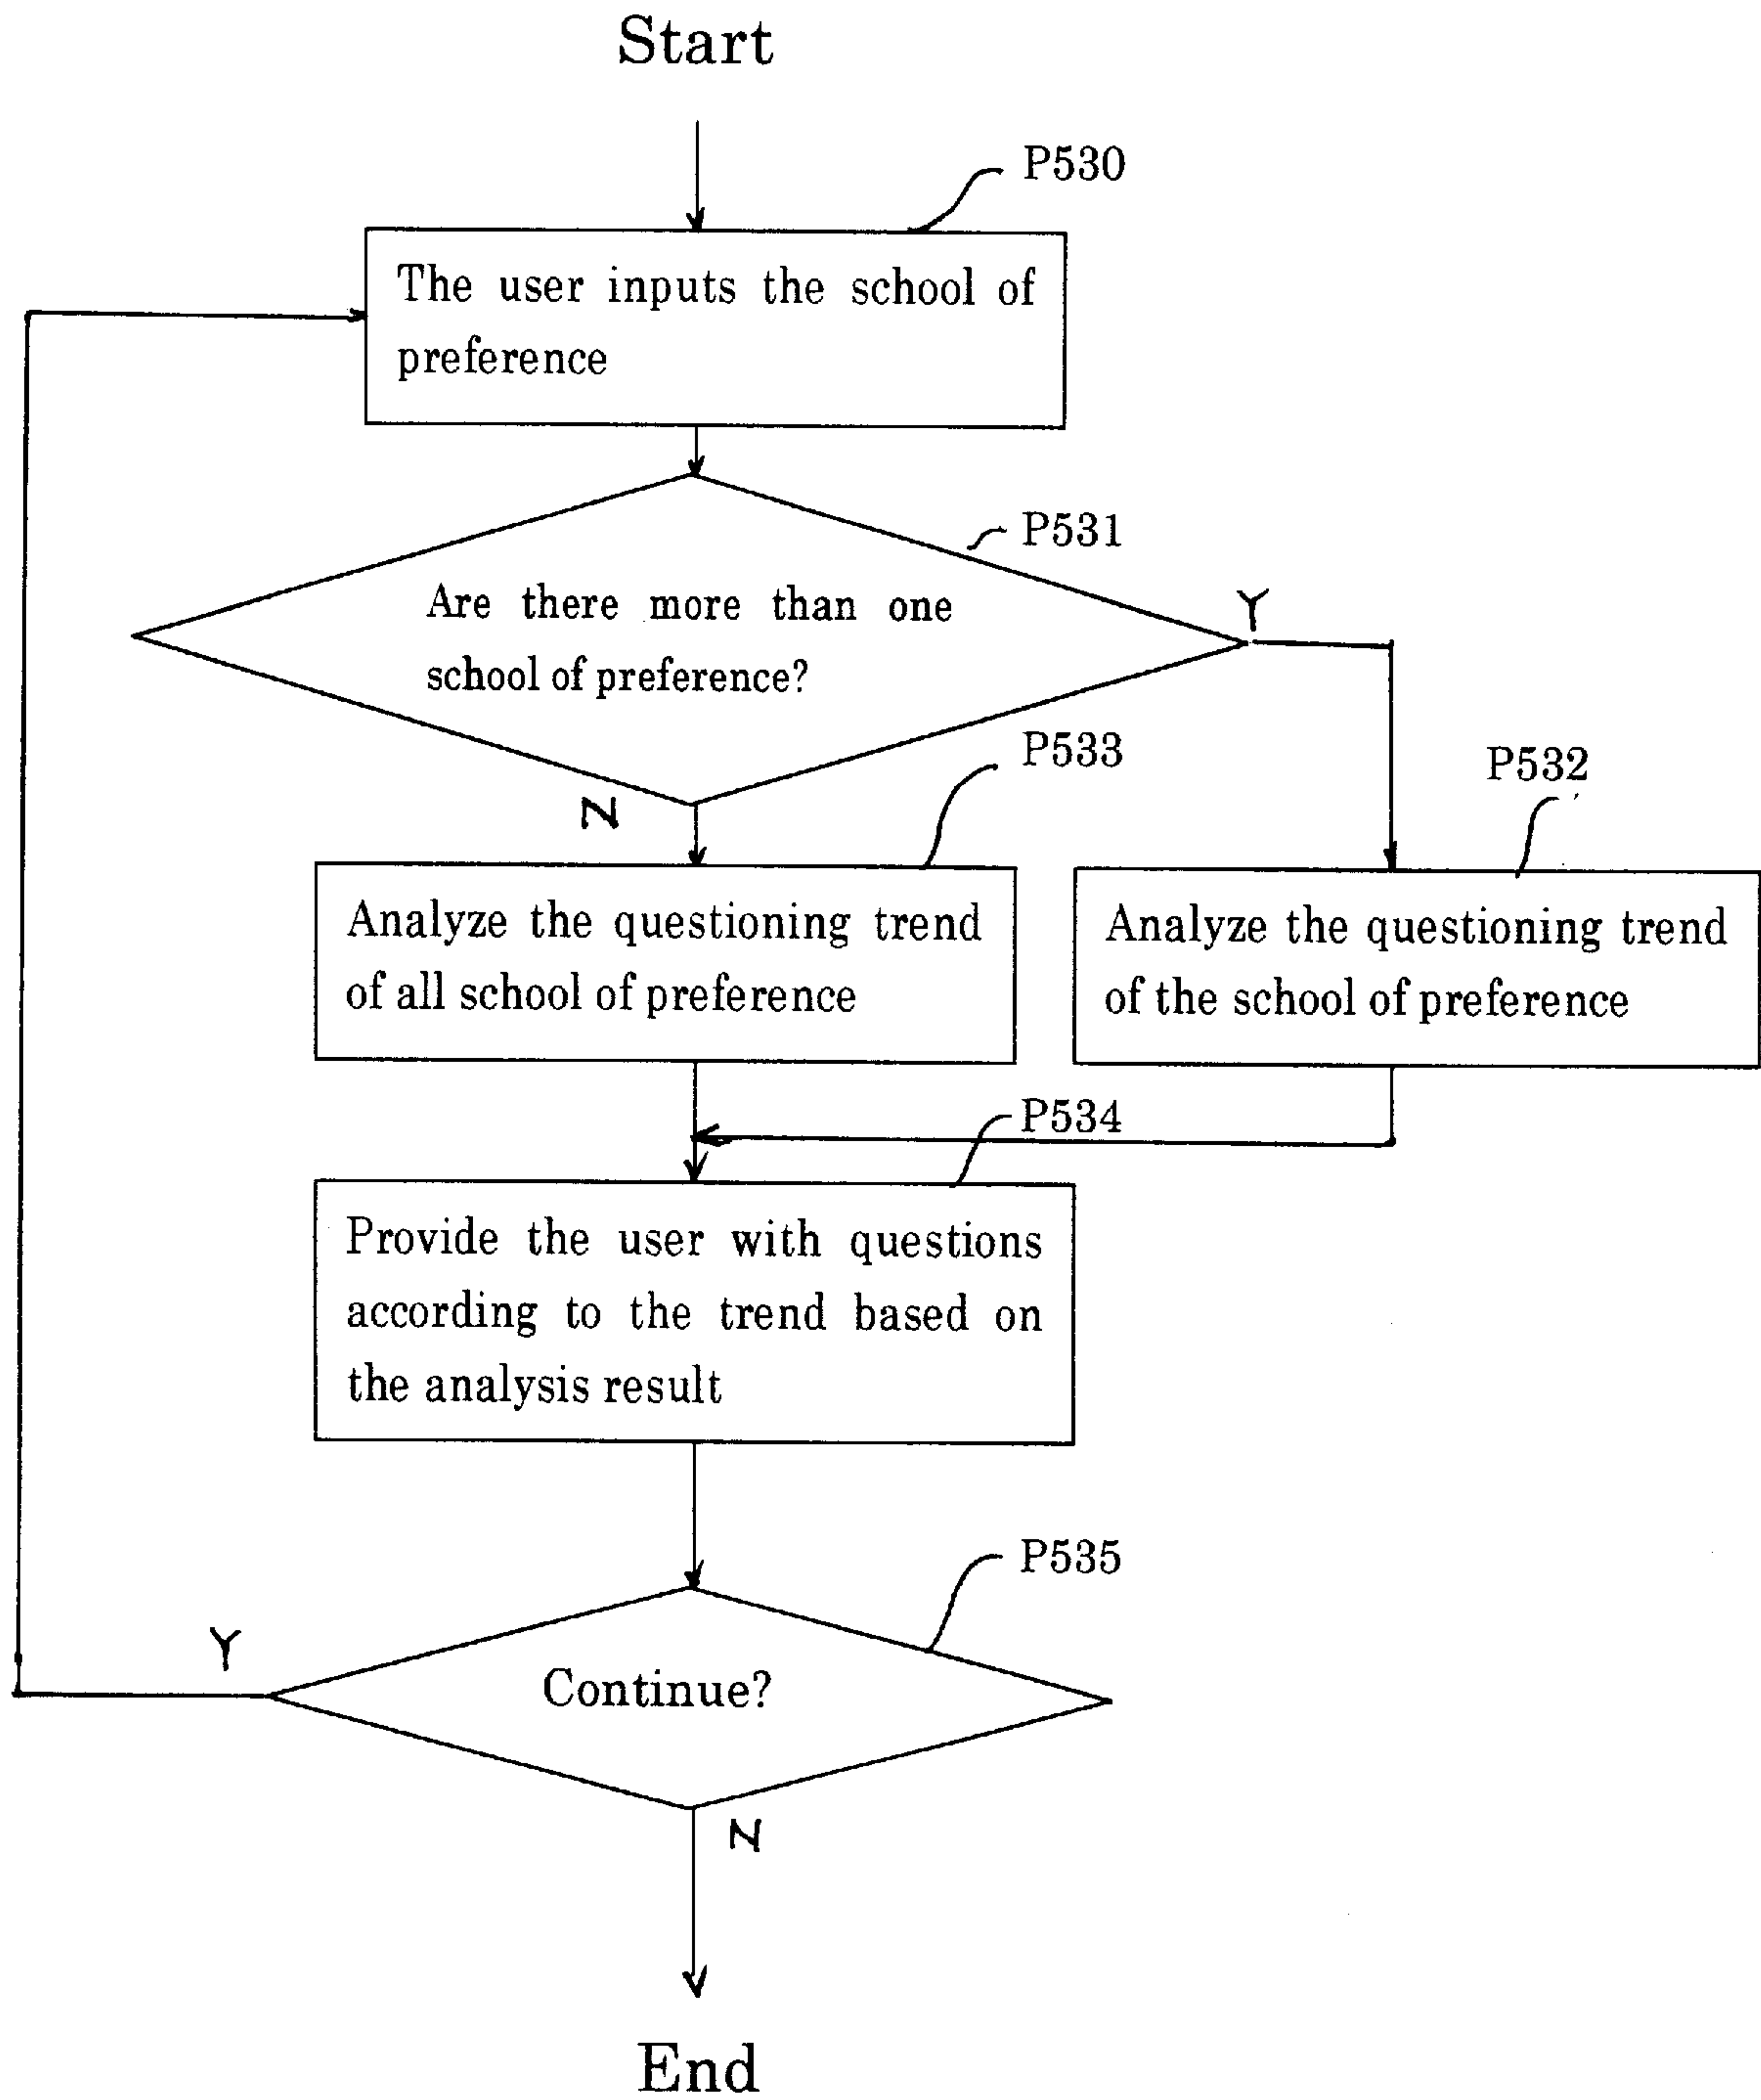 Start
P530
The user inputs the school of
preference
P531
Are there more than one
school of preference?
Y
N
P533
P532
Analyze the questioning trend
of all school of preference
Analyze the questioning trend
of the school of preference
P534
Provide the user with questions
according to the trend based on
the analysis result
P535
Continue?
Y
N
End